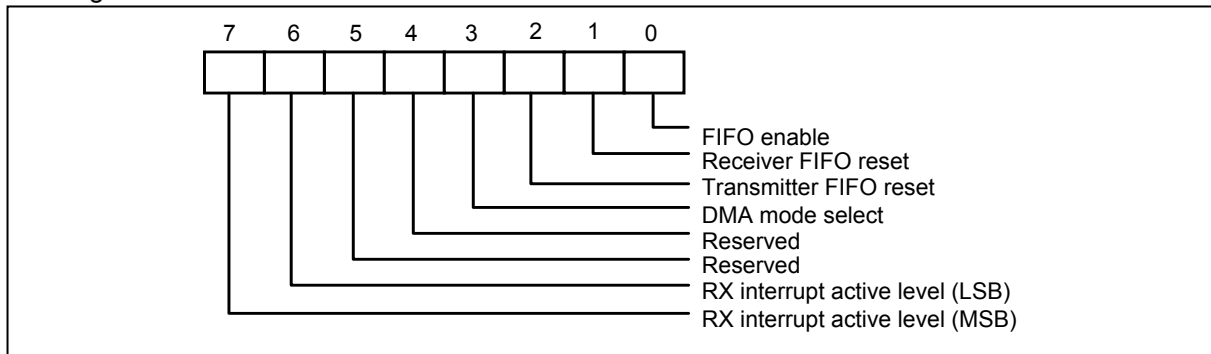 7 6 5 4 3 2 1 0
FIFO enable
Receiver FIFO reset
Transmitter FIFO reset
DMA mode select
Reserved
Reserved
RX interrupt active level (LSB)
RX interrupt active level (MSB)